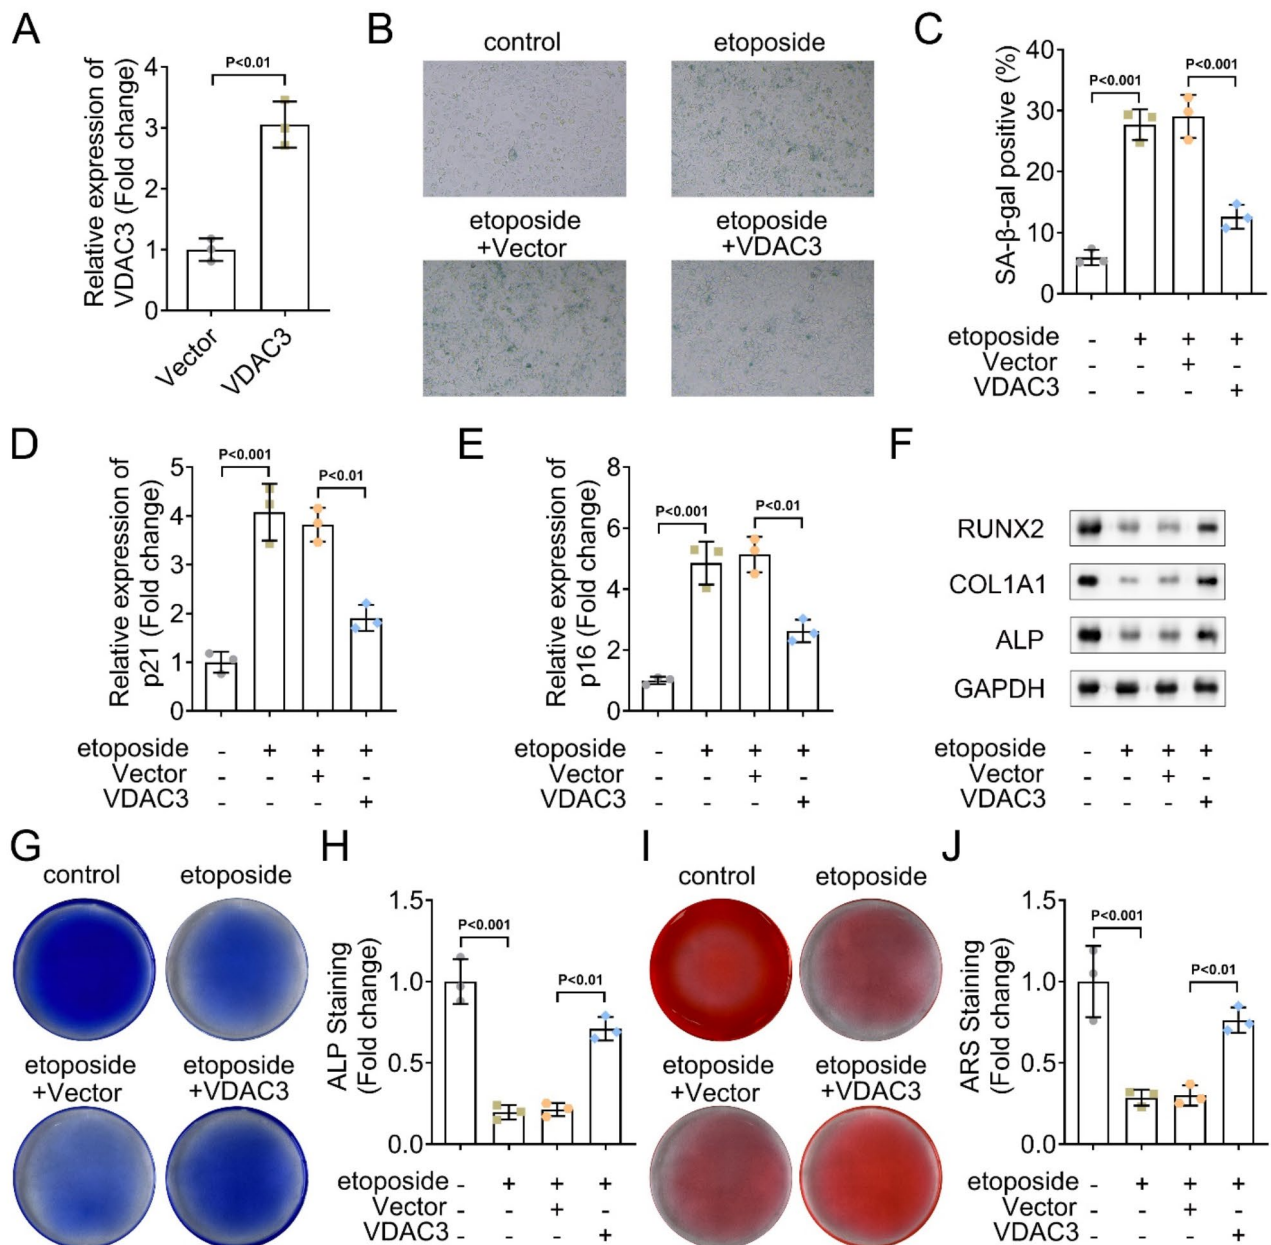 A
Relative expression of
VDAC3 (Fold change)
4
3
2
1
0
P<0.01
Vector
VDAC3
B
control
etoposide
etoposide
+Vector
etoposide
+VDAC3
C
SA-β-gal positive (%)
40
30
20
10
0
P<0.001
P<0.001
etoposide - + + +
Vector - - + -
VDAC3 - - - +
D
Relative expression of
p21 (Fold change)
5
4
3
2
1
0
P<0.001
P<0.01
etoposide - + + +
Vector - - + -
VDAC3 - - - +
E
Relative expression of
p16 (Fold change)
8
6
4
2
0
P<0.001
P<0.01
etoposide - + + +
Vector - - + -
VDAC3 - - - +
F
RUNX2
COL1A1
ALP
GAPDH
etoposide - + + +
Vector - - + -
VDAC3 - - - +
G
control
etoposide
etoposide
+Vector
etoposide
+VDAC3
H
ALP Staining
(Fold change)
1.5
1.0
0.5
0.0
P<0.001
P<0.01
etoposide - + + +
Vector - - + -
VDAC3 - - - +
I
control
etoposide
etoposide
+Vector
etoposide
+VDAC3
J
ARS Staining
(Fold change)
1.5
1.0
0.5
0.0
P<0.001
P<0.01
etoposide - + + +
Vector - - + -
VDAC3 - - - +